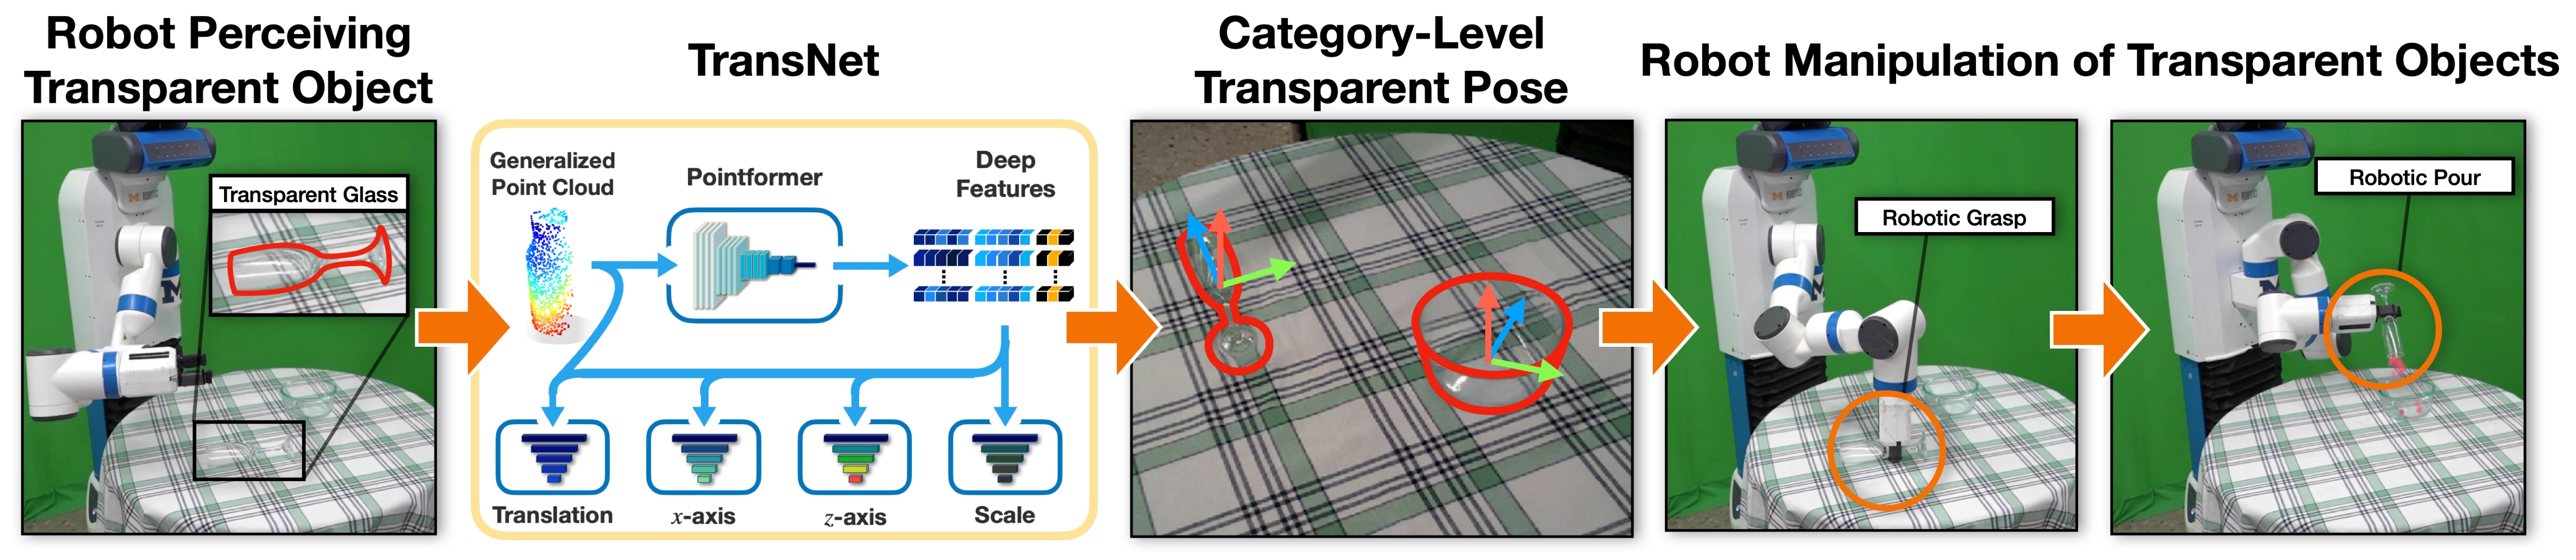 Robot Perceiving
Transparent Object
TransNet
Category-Level
Transparent Pose
Robot Manipulation of Transparent Objects
Transparent Glass
Generalized
Point Cloud
Pointformer
Deep
Features
Translation
x-axis
z-axis
Scale
Robotic Grasp
Robotic Pour